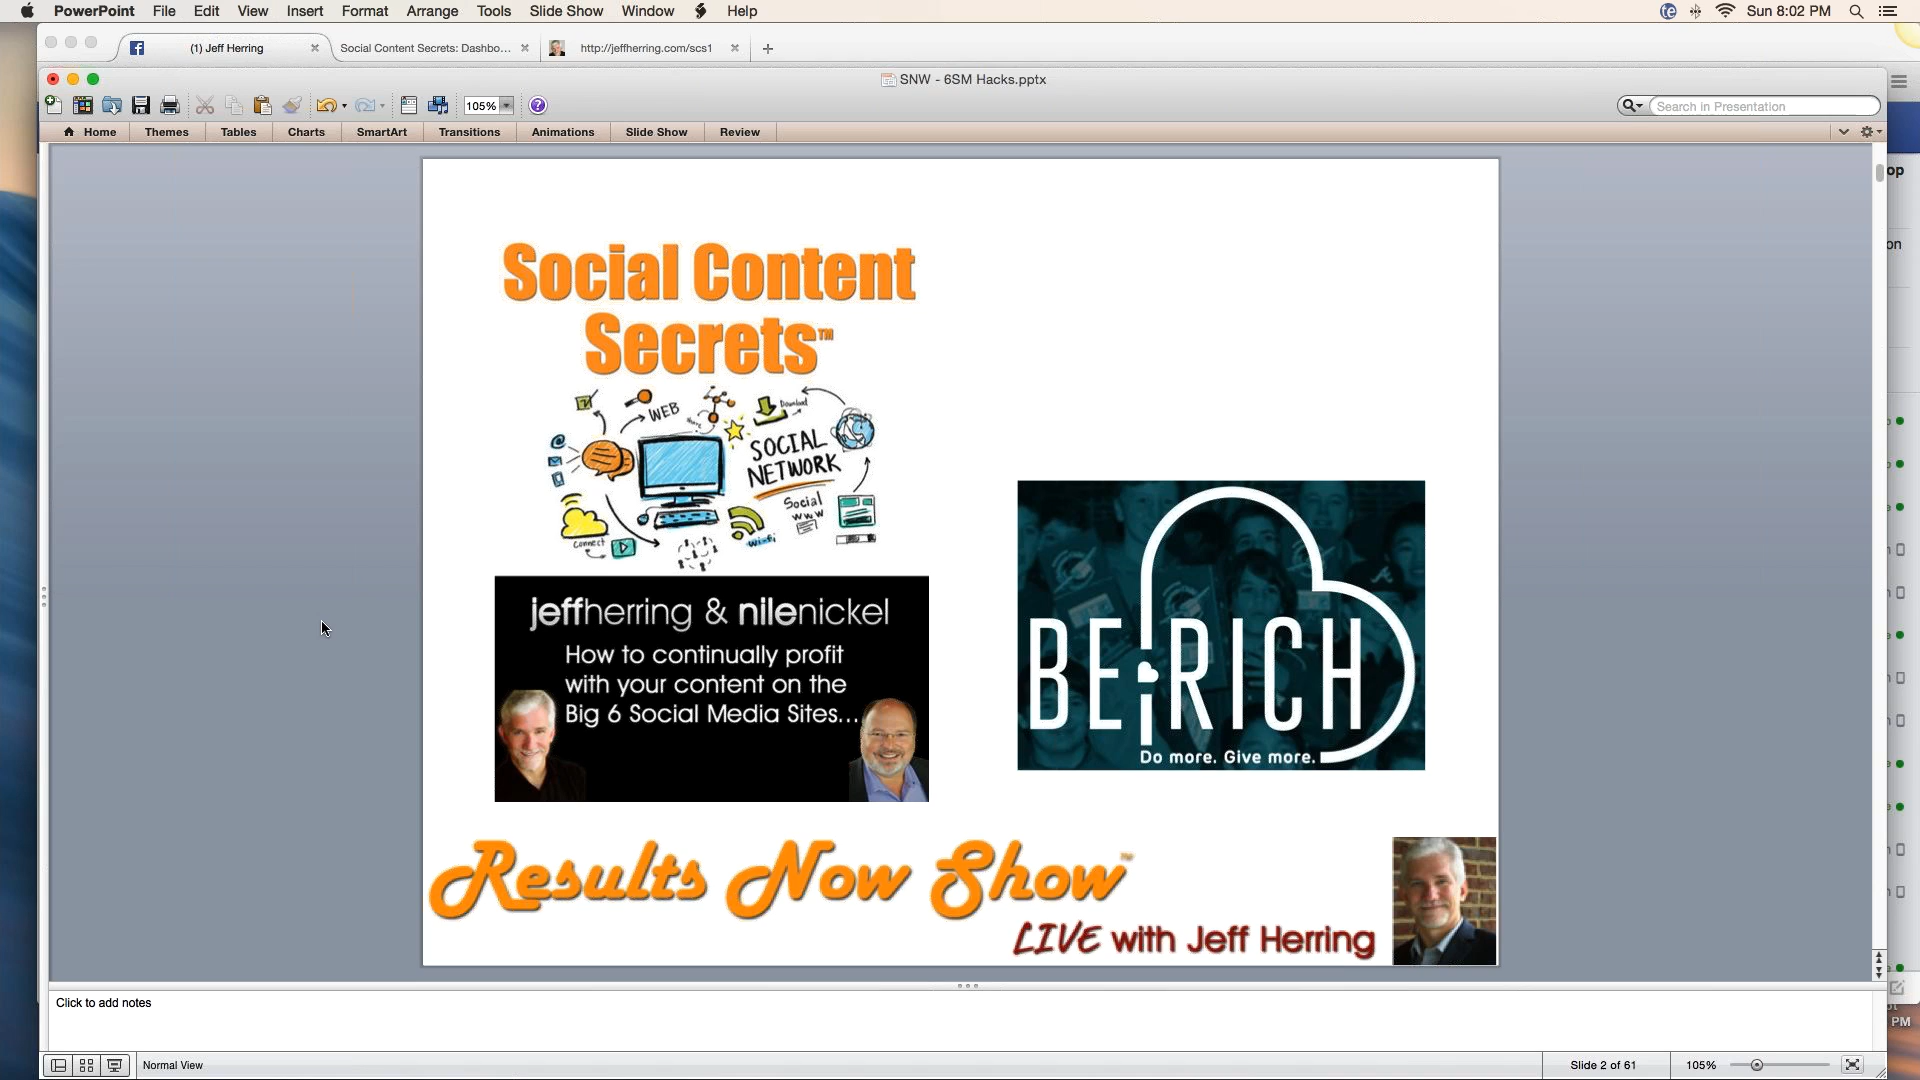 PowerPoint File Edit View Insert Format Arrange Tools Slide Show Window Help
te Sun 8:02 PM
(1) Jeff Herring
Social Content Secrets: Dashbo...
http://jeffherring.com/scs1
SNW - 6SM Hacks.pptx
105%
Search in Presentation
Home Themes Tables Charts SmartArt Transitions Animations Slide Show Review
op
on
Social Content
Secrets™
WEB
Download
SOCIAL
NETWORK
Social
www
Connect
Wi-fi
jeffherring & nilenickel
How to continually profit
with your content on the
Big 6 Social Media Sites...
BE RICH
Do more. Give more.
Results Now Show™
LIVE with Jeff Herring
Click to add notes
PM
Normal View
Slide 2 of 61
105%